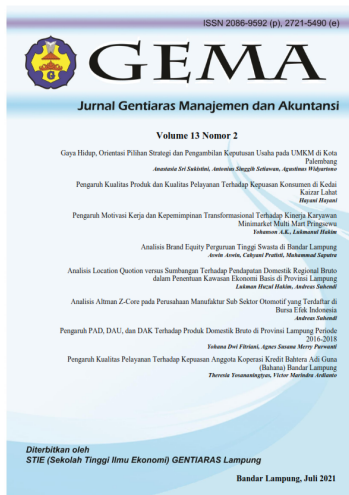 ISSN 2086-9592 (p), 2721-5490 (e)
GEMA
Jurnal Gentiaras Manajemen dan Akuntansi
Volume 13 Nomor 2
Gaya Hidup, Orientasi Pilihan Strategi dan Pengambilan Keputusan Usaha pada UMKM di Kota
Palembang
Anastasia Sri Sukistini, Antonius Singgih Setiawan, Agustinus Widyartono
Pengaruh Kualitas Produk dan Kualitas Pelayanan Terhadap Kepuasan Konsumen di Kedai
Kaizar Lahat
Hayani Hayani
Pengaruh Motivasi Kerja dan Kepemimpinan Transformasional Terhadap Kinerja Karyawan
Minimarket Multi Mart Pringsewu
Yohanson A.K., Lukmanul Hakim
Analisis Brand Equity Perguruan Tinggi Swasta di Bandar Lampung
Aswin Aswin, Cahyani Pratisti, Muhammad Saputra
Analisis Location Quotion versus Sumbangan Terhadap Pendapatan Domestik Regional Bruto
dalam Penentuan Kawasan Ekonomi Basis di Provinsi Lampung
Lukman Huzul Hakim, Andreas Suhendi
Analisis Altman Z-Core pada Perusahaan Manufaktur Sub Sektor Otomotif yang Terdaftar di
Bursa Efek Indonesia
Andreas Suhendi
Pengaruh PAD, DAU, dan DAK Terhadap Produk Domestik Bruto di Provinsi Lampung Periode
2016-2018
Yohana Dwi Fitriani, Agnes Susana Merry Purwanti
Pengaruh Kualitas Pelayanan Terhadap Kepuasan Anggota Koperasi Kredit Bahtera Adi Guna
(Bahana) Bandar Lampung
Theresia Yosananingtyas, Victor Marindra Ardianto
Diterbitkan oleh
STIE (Sekolah Tinggi Ilmu Ekonomi) GENTIARAS Lampung
Bandar Lampung, Juli 2021